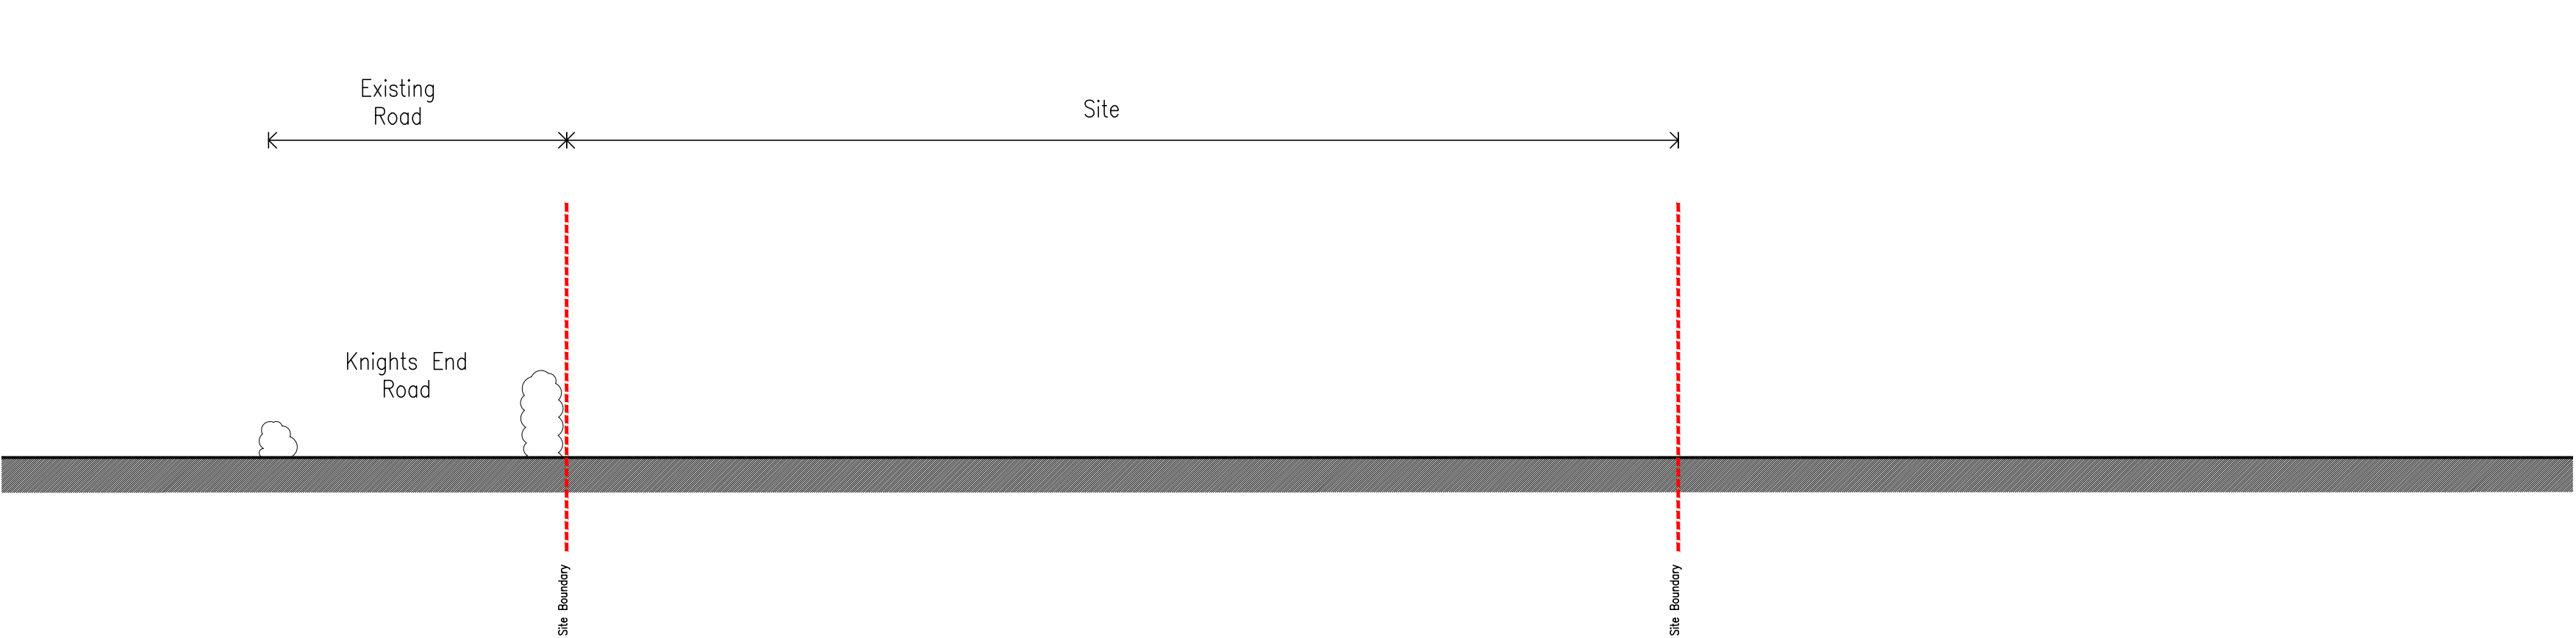 Existing
Road
Site
Knights End
Road
Site Boundary
Site Boundary